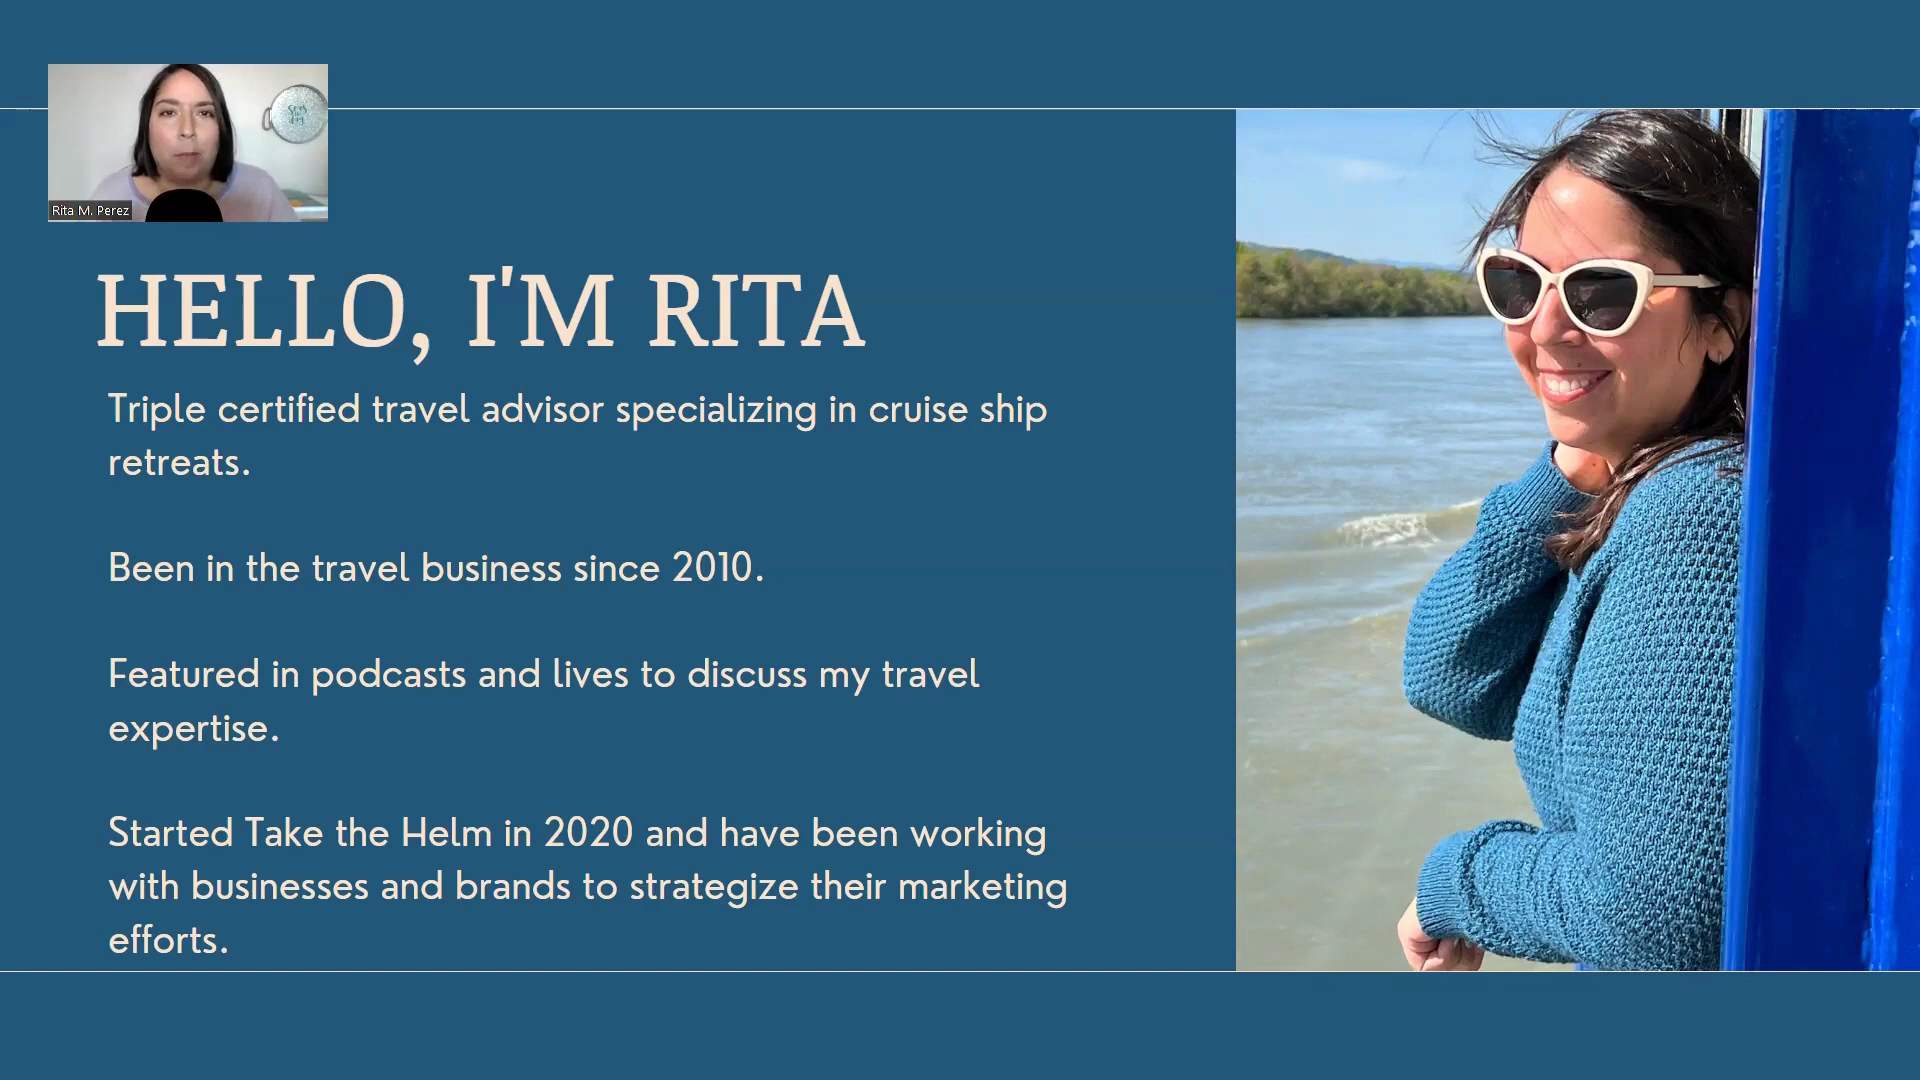 Rita M. Perez
HELLO, I'M RITA
Triple certified travel advisor specializing in cruise ship
retreats.
Been in the travel business since 2010.
Featured in podcasts and lives to discuss my travel
expertise.
Started Take the Helm in 2020 and have been working
with businesses and brands to strategize their marketing
efforts.